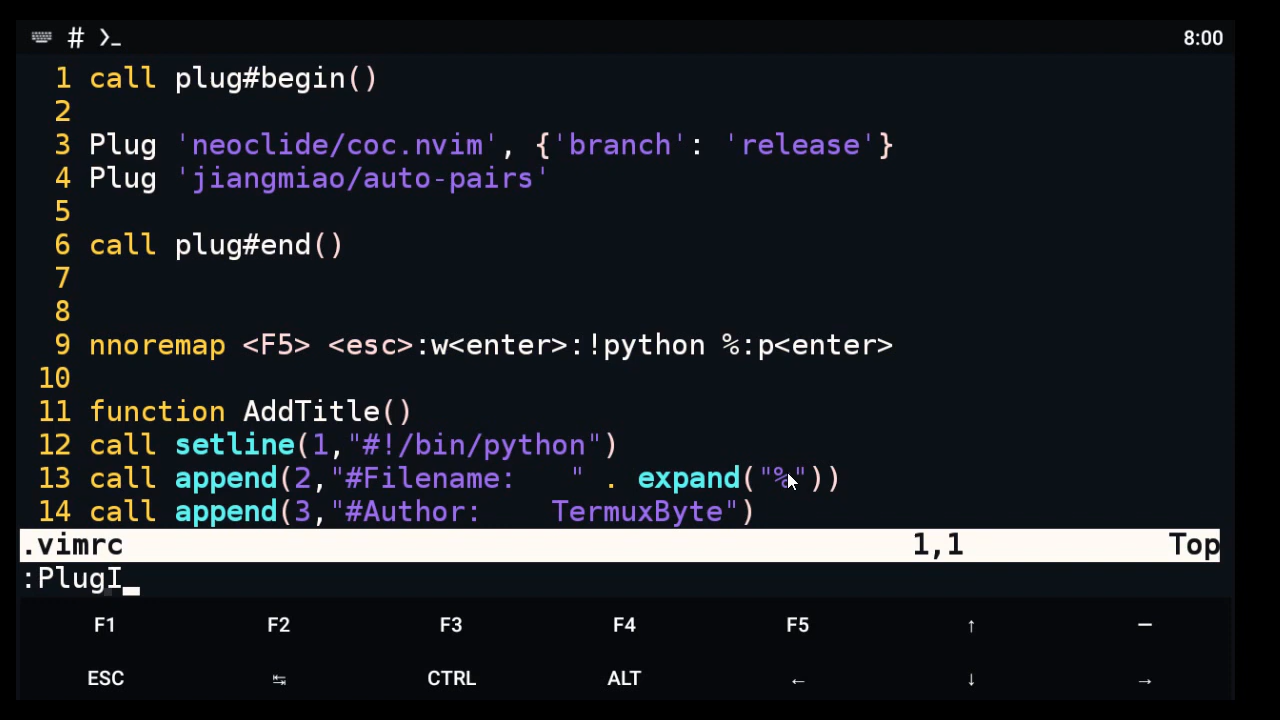 # ❯_ 8:00
1 call plug#begin()
2
3 Plug 'neoclide/coc.nvim', {'branch': 'release'}
4 Plug 'jiangmiao/auto-pairs'
5
6 call plug#end()
7
8
9 nnoremap <F5> <esc>:w<enter>:!python %:p<enter>
10
11 function AddTitle()
12 call setline(1,"#!/bin/python")
13 call append(2,"#Filename:   " . expand("%"))
14 call append(3,"#Author:    TermuxByte")
.vimrc 1,1 Top
:PlugI
F1 F2 F3 F4 F5 ↑ —
ESC ↹ CTRL ALT ← ↓ →